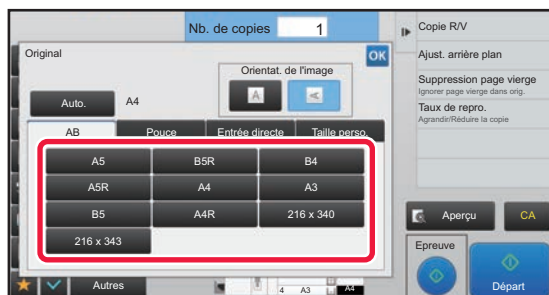 Nb. de copies 1
Original
OK
Orientat. de l'image
Auto. A4
A A
AB Pouce Entrée directe Taille perso.
A5 B5R B4
A5R A4 A3
B5 A4R 216 x 340
216 x 343
Autres
4 A3 A4
Copie R/V
Ajust. arrière plan
Suppression page vierge
Ignorer page vierge dans orig.
Taux de repro.
Agrandir/Réduire la copie
Aperçu CA
Epreuve
Départ